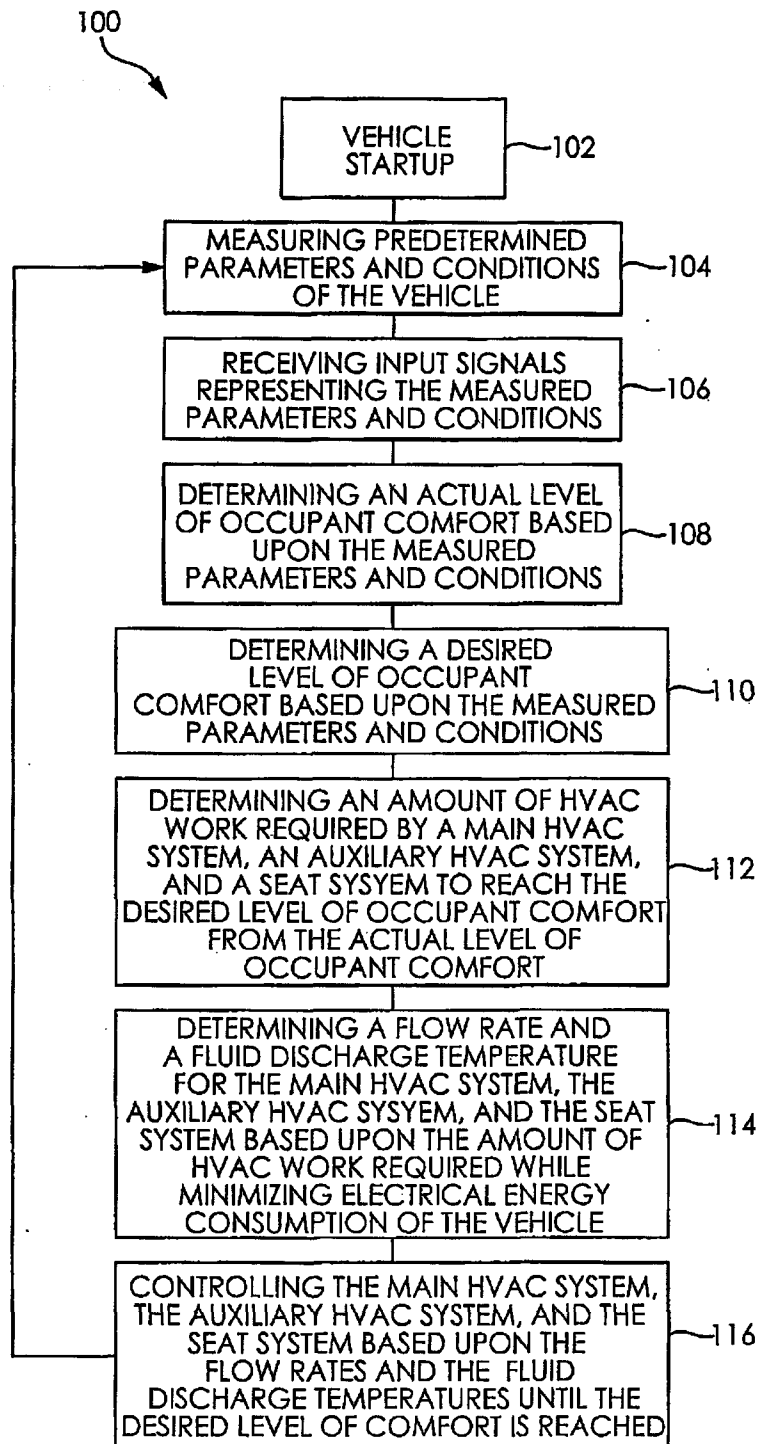 100
VEHICLE
STARTUP
102
MEASURING PREDETERMINED
PARAMETERS AND CONDITIONS
OF THE VEHICLE
104
RECEIVING INPUT SIGNALS
REPRESENTING THE MEASURED
PARAMETERS AND CONDITIONS
106
DETERMINING AN ACTUAL LEVEL
OF OCCUPANT COMFORT BASED
UPON THE MEASURED
PARAMETERS AND CONDITIONS
108
DETERMINING A DESIRED
LEVEL OF OCCUPANT
COMFORT BASED UPON THE MEASURED
PARAMETERS AND CONDITIONS
110
DETERMINING AN AMOUNT OF HVAC
WORK REQUIRED BY A MAIN HVAC
SYSTEM, AN AUXILIARY HVAC SYSTEM,
AND A SEAT SYSYEM TO REACH THE
DESIRED LEVEL OF OCCUPANT COMFORT
FROM THE ACTUAL LEVEL OF
OCCUPANT COMFORT
112
DETERMINING A FLOW RATE AND
A FLUID DISCHARGE TEMPERATURE
FOR THE MAIN HVAC SYSTEM, THE
AUXILIARY HVAC SYSYEM, AND THE SEAT
SYSTEM BASED UPON THE AMOUNT OF
HVAC WORK REQUIRED WHILE
MINIMIZING ELECTRICAL ENERGY
CONSUMPTION OF THE VEHICLE
114
CONTROLLING THE MAIN HVAC SYSTEM,
THE AUXILIARY HVAC SYSTEM, AND THE
SEAT SYSTEM BASED UPON THE
FLOW RATES AND THE FLUID
DISCHARGE TEMPERATURES UNTIL THE
DESIRED LEVEL OF COMFORT IS REACHED
116